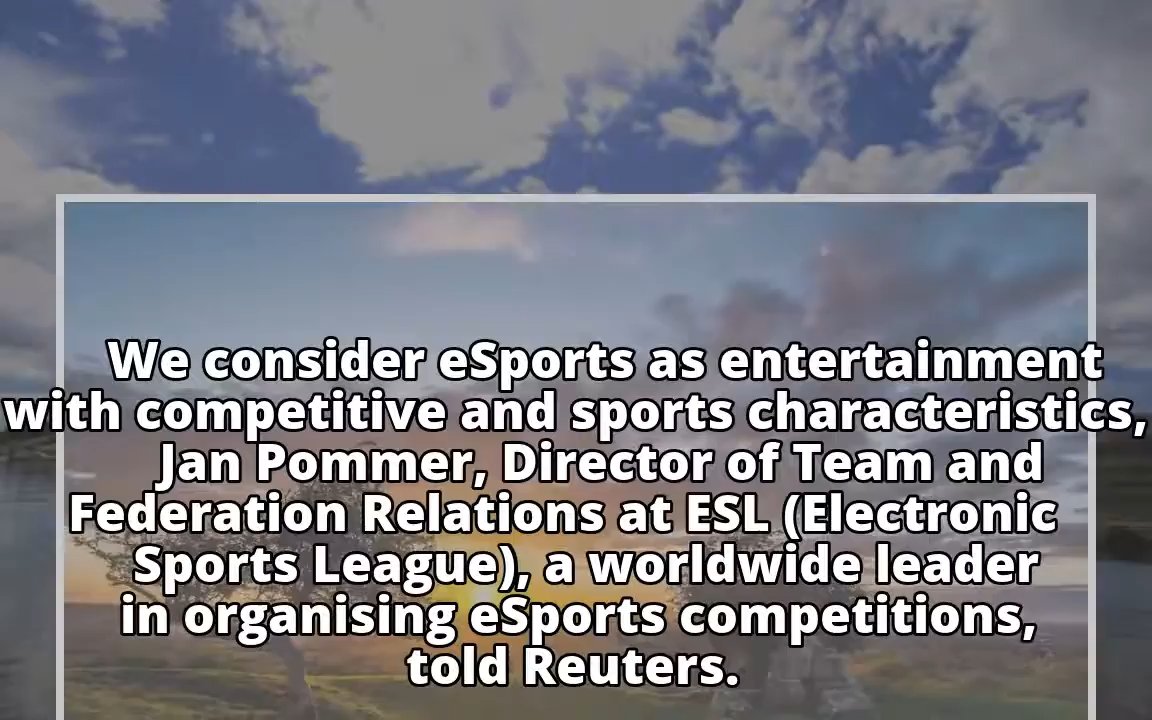 We consider eSports as entertainment
with competitive and sports characteristics,
Jan Pommer, Director of Team and
Federation Relations at ESL (Electronic
Sports League), a worldwide leader
in organising eSports competitions,
told Reuters.